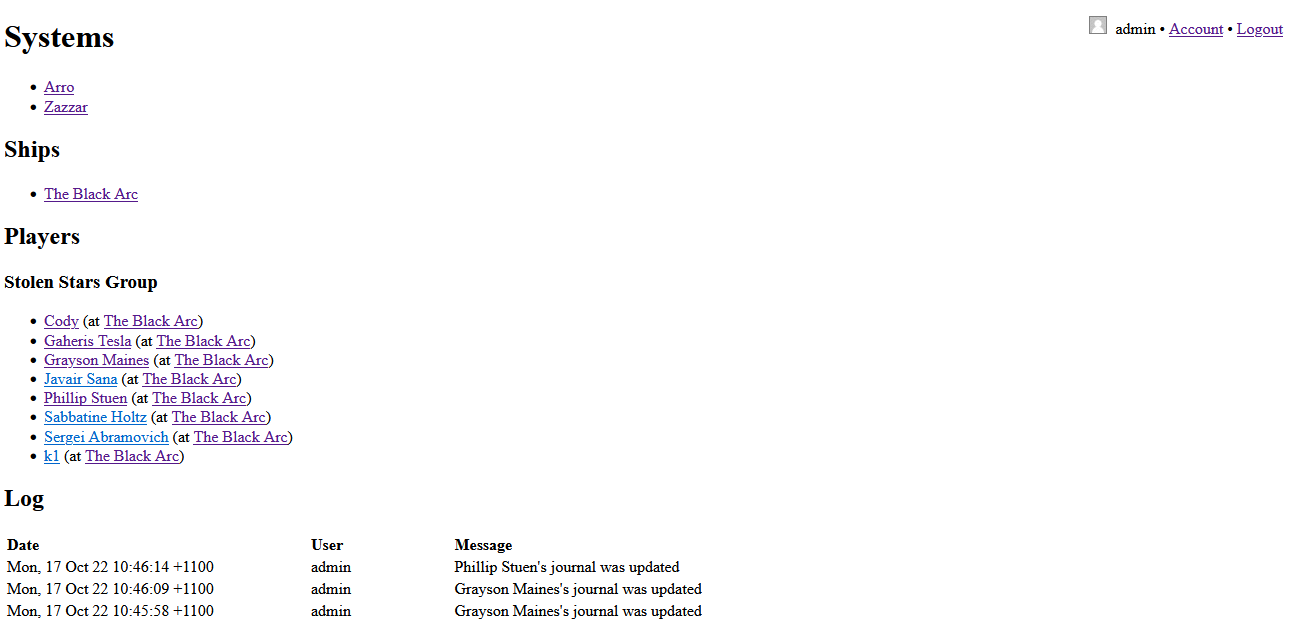 admin • Account • Logout
Systems
• Arro
• Zazzar
Ships
• The Black Arc
Players
Stolen Stars Group
• Cody (at The Black Arc)
• Gaheris Tesla (at The Black Arc)
• Grayson Maines (at The Black Arc)
• Javair Sana (at The Black Arc)
• Phillip Stuen (at The Black Arc)
• Sabbatine Holtz (at The Black Arc)
• Sergei Abramovich (at The Black Arc)
• k1 (at The Black Arc)
Log
Date User Message
Mon, 17 Oct 22 10:46:14 +1100 admin Phillip Stuen's journal was updated
Mon, 17 Oct 22 10:46:09 +1100 admin Grayson Maines's journal was updated
Mon, 17 Oct 22 10:45:58 +1100 admin Grayson Maines's journal was updated